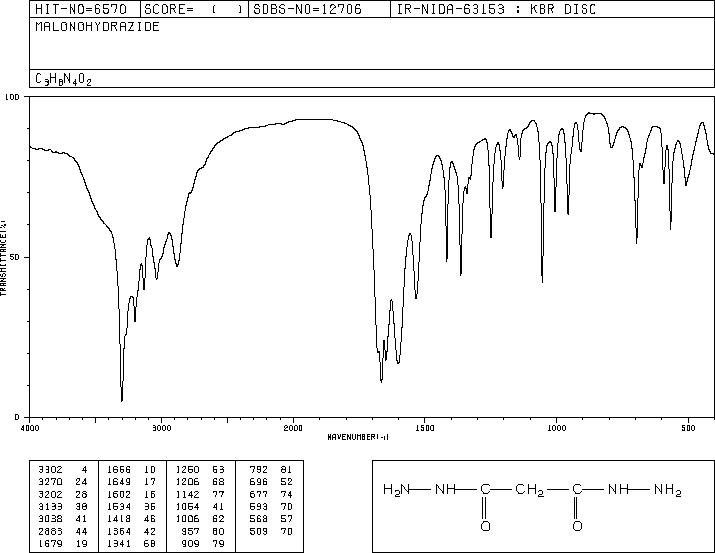 HIT-NO=6570 SCORE= ( ) SDBS-NO=12706 IR-NIDA-63153 : KBR DISC
MALONOHYDRAZIDE
C3H8N4O2
100
TRANSMITTANCE(%)
50
0
4000 3000 2000 1500 1000 500
WAVENUMBER(-1)
3302 4 1666 10 1250 53 792 81
3270 24 1649 17 1206 68 696 52
3202 28 1602 16 1142 77 677 74
3133 38 1534 36 1054 41 593 70
3038 41 1418 46 1006 62 568 57
2883 44 1364 42 957 60 509 70
1679 19 1341 68 909 79
H2N NH C CH2 C NH NH2
O O